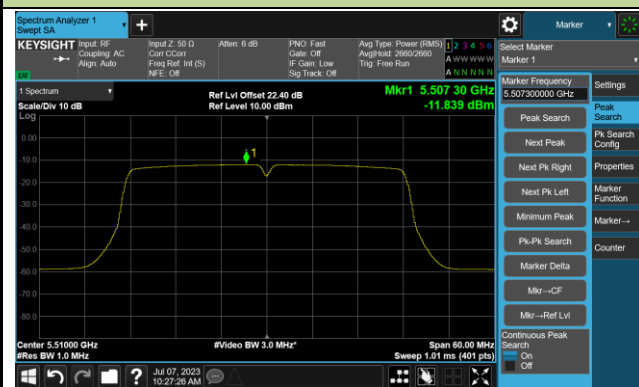 Spectrum Analyzer 1
Swept SA
+
Marker
KEYSIGHT
Input: RF
Coupling: AC
Align: Auto
Input Z: 50 Ω
Corr CCorr
Freq Ref: Int (S)
NFE: Off
Atten: 6 dB
PNO: Fast
Gate: Off
IF Gain: Low
Sig Track: Off
Avg Type: Power (RMS)
Avg|Hold: 2660/2660
Trig: Free Run
1 2 3 4 5 6
A W W W W W
A N N N N N
LXI
Select Marker
Marker 1
1 Spectrum
Scale/Div 10 dB
Log
Ref Lvl Offset 22.40 dB
Ref Level 10.00 dBm
Mkr1 5.507 30 GHz
-11.839 dBm
0.00
-10.0
-20.0
-30.0
-40.0
-50.0
-60.0
-70.0
-80.0
1
Center 5.51000 GHz
#Res BW 1.0 MHz
#Video BW 3.0 MHz*
Span 60.00 MHz
Sweep 1.01 ms (401 pts)
Marker Frequency
5.507300000 GHz
Peak Search
Next Peak
Next Pk Right
Next Pk Left
Minimum Peak
Pk-Pk Search
Marker Delta
Mkr→CF
Mkr→Ref Lvl
Continuous Peak
Search
On
Off
Settings
Peak
Search
Pk Search
Config
Properties
Marker
Function
Marker→
Counter
?
Jul 07, 2023
10:27:26 AM